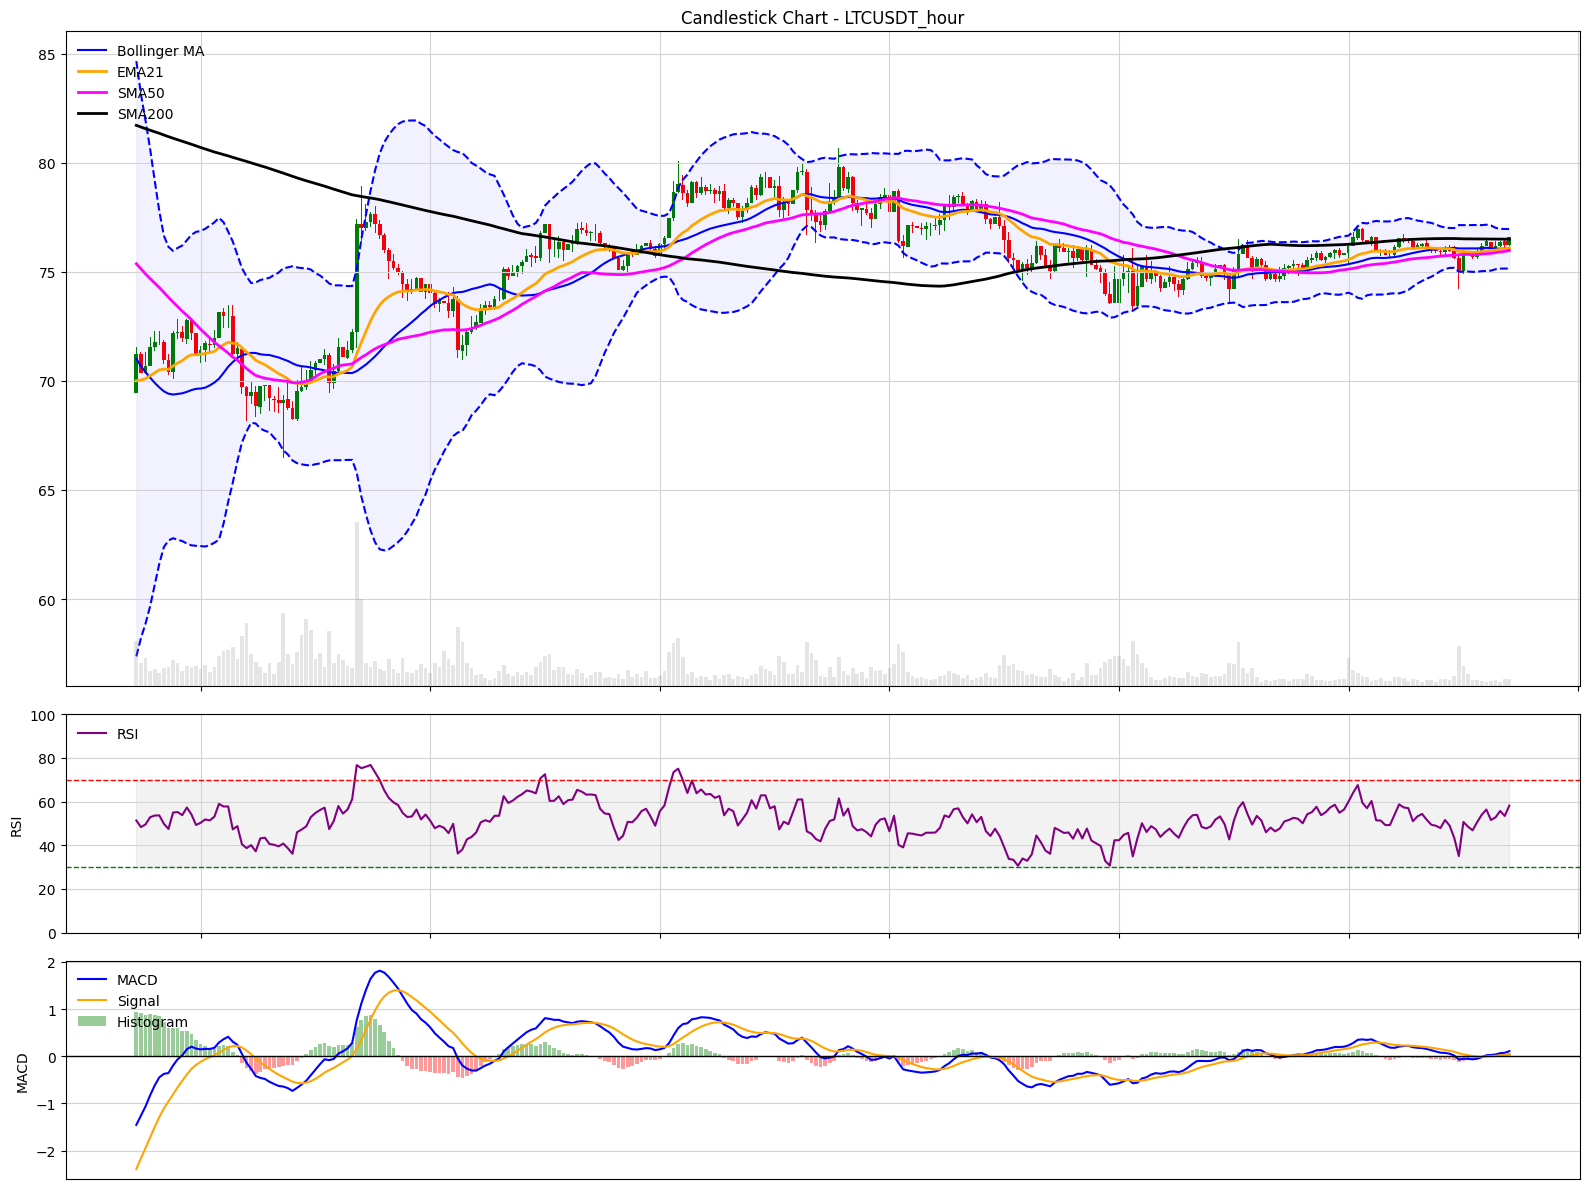 Candlestick Chart - LTCUSDT_hour
Bollinger MA
EMA21
SMA50
SMA200
85
80
75
70
65
60
RSI
100
80
60
40
20
0
RSI
MACD
Signal
Histogram
2
1
0
−1
−2
MACD